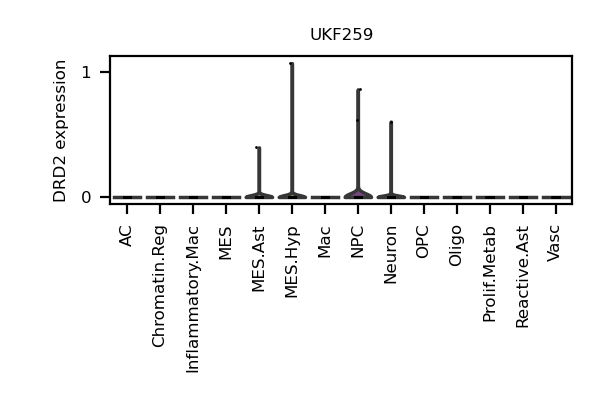 UKF259
DRD2 expression
1
0
AC
Chromatin.Reg
Inflammatory.Mac
MES
MES.Ast
MES.Hyp
Mac
NPC
Neuron
OPC
Oligo
Prolif.Metab
Reactive.Ast
Vasc